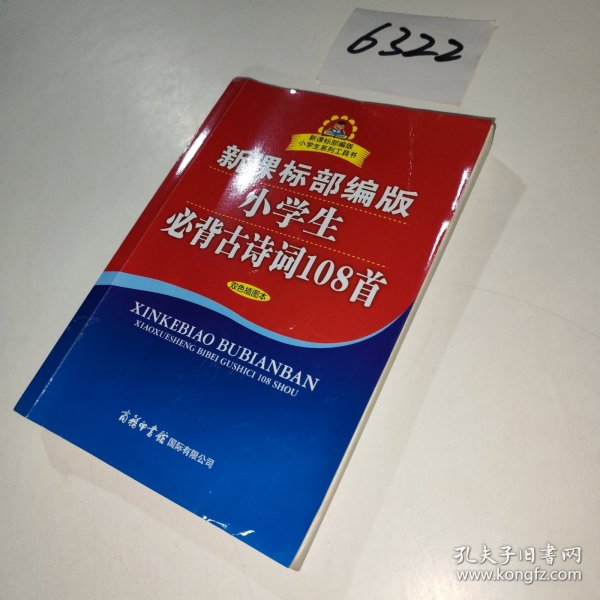 6322
新课标部编版
小学生系列工具书
新课标部编版
小学生
必背古诗词108首
双色插图本
XINKEBIAO BUBIANBAN
XIAOXUESHENG BIBEI GUSHICI 108 SHOU
商务印书馆国际有限公司
孔夫子旧书网
www.kongfz.com